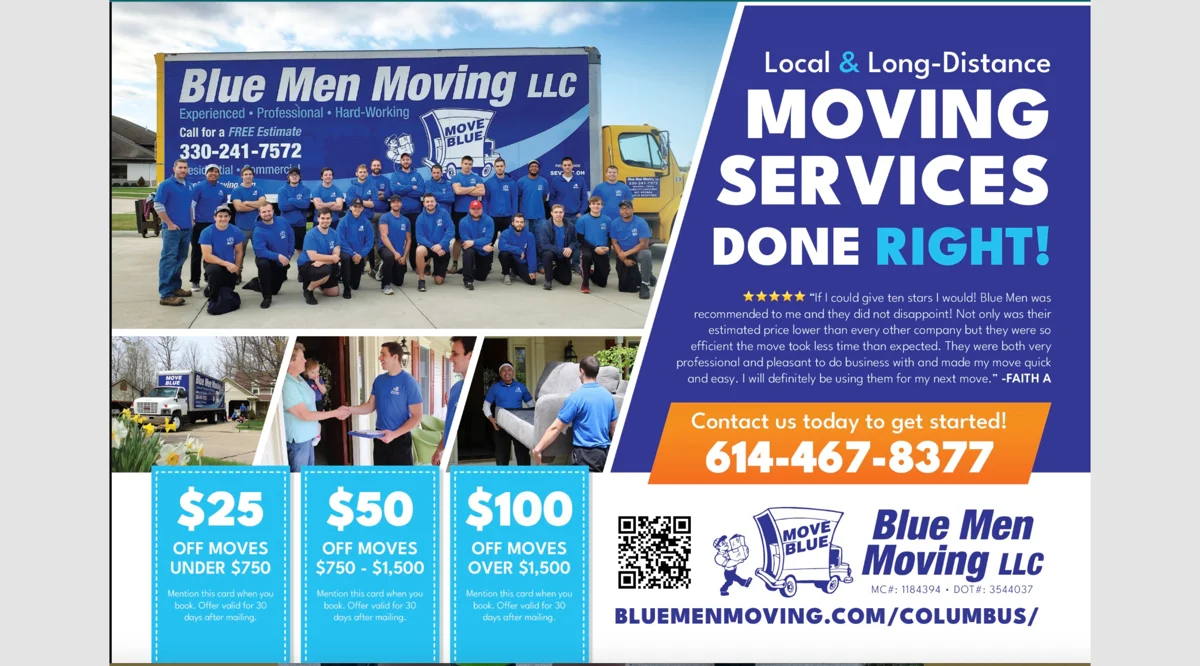 Blue Men Moving LLC
Experienced • Professional • Hard-Working
Call for a FREE Estimate
330-241-7572
MOVE
BLUE
MOVE
BLUE
Local & Long-Distance
MOVING
SERVICES
DONE RIGHT!
⭐⭐⭐⭐⭐ “If I could give ten stars I would! Blue Men was
recommended to me and they did not disappoint! Not only was their
estimated price lower than every other company but they were so
efficient the move took less time than expected. They were both very
professional and pleasant to do business with and made my move quick
and easy. I will definitely be using them for my next move.” -FAITH A
Contact us today to get started!
614-467-8377
$25
OFF MOVES
UNDER $750
Mention this card when you
book. Offer valid for 30
days after mailing.
$50
OFF MOVES
$750 - $1,500
Mention this card when you
book. Offer valid for 30
days after mailing.
$100
OFF MOVES
OVER $1,500
Mention this card when you
book. Offer valid for 30
days after mailing.
MOVE
BLUE
Blue Men
Moving LLC
MC#: 1184394 • DOT#: 3544037
BLUEMENMOVING.COM/COLUMBUS/